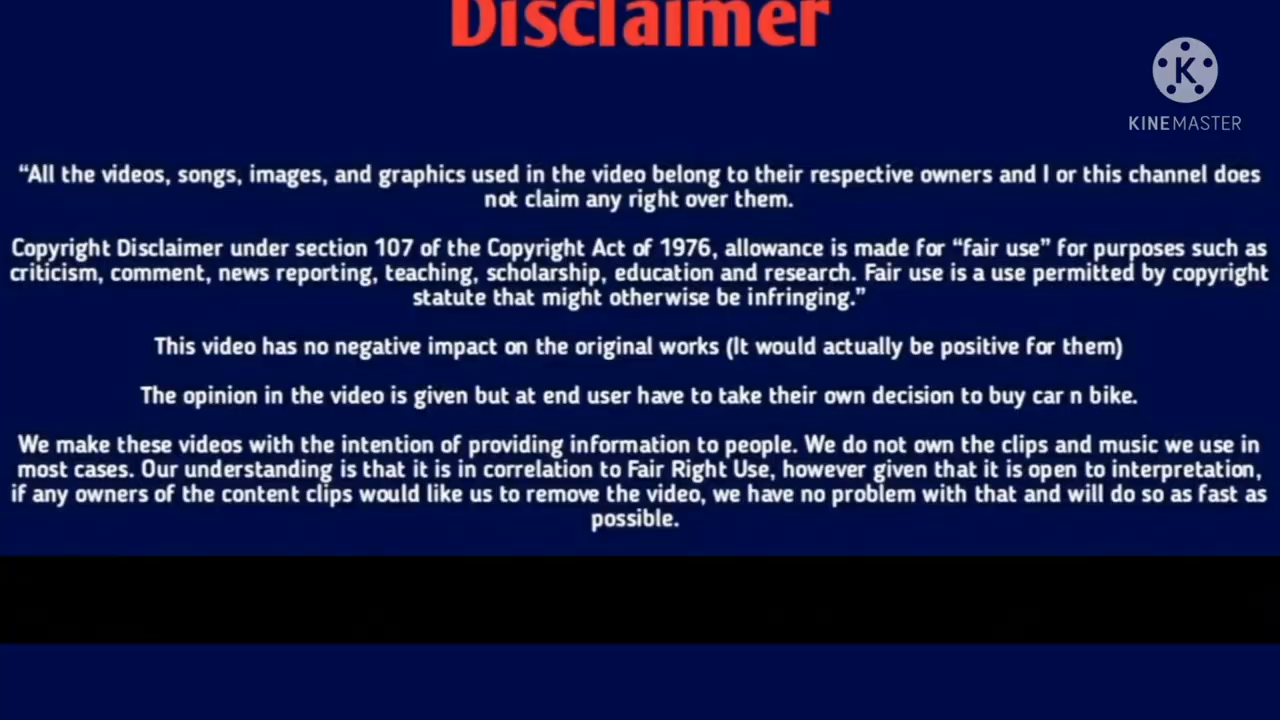 Disclaimer
K
KINEMASTER
“All the videos, songs, images, and graphics used in the video belong to their respective owners and I or this channel does
not claim any right over them.
Copyright Disclaimer under section 107 of the Copyright Act of 1976, allowance is made for “fair use” for purposes such as
criticism, comment, news reporting, teaching, scholarship, education and research. Fair use is a use permitted by copyright
statute that might otherwise be infringing.”
This video has no negative impact on the original works (It would actually be positive for them)
The opinion in the video is given but at end user have to take their own decision to buy car n bike.
We make these videos with the intention of providing information to people. We do not own the clips and music we use in
most cases. Our understanding is that it is in correlation to Fair Right Use, however given that it is open to interpretation,
if any owners of the content clips would like us to remove the video, we have no problem with that and will do so as fast as
possible.